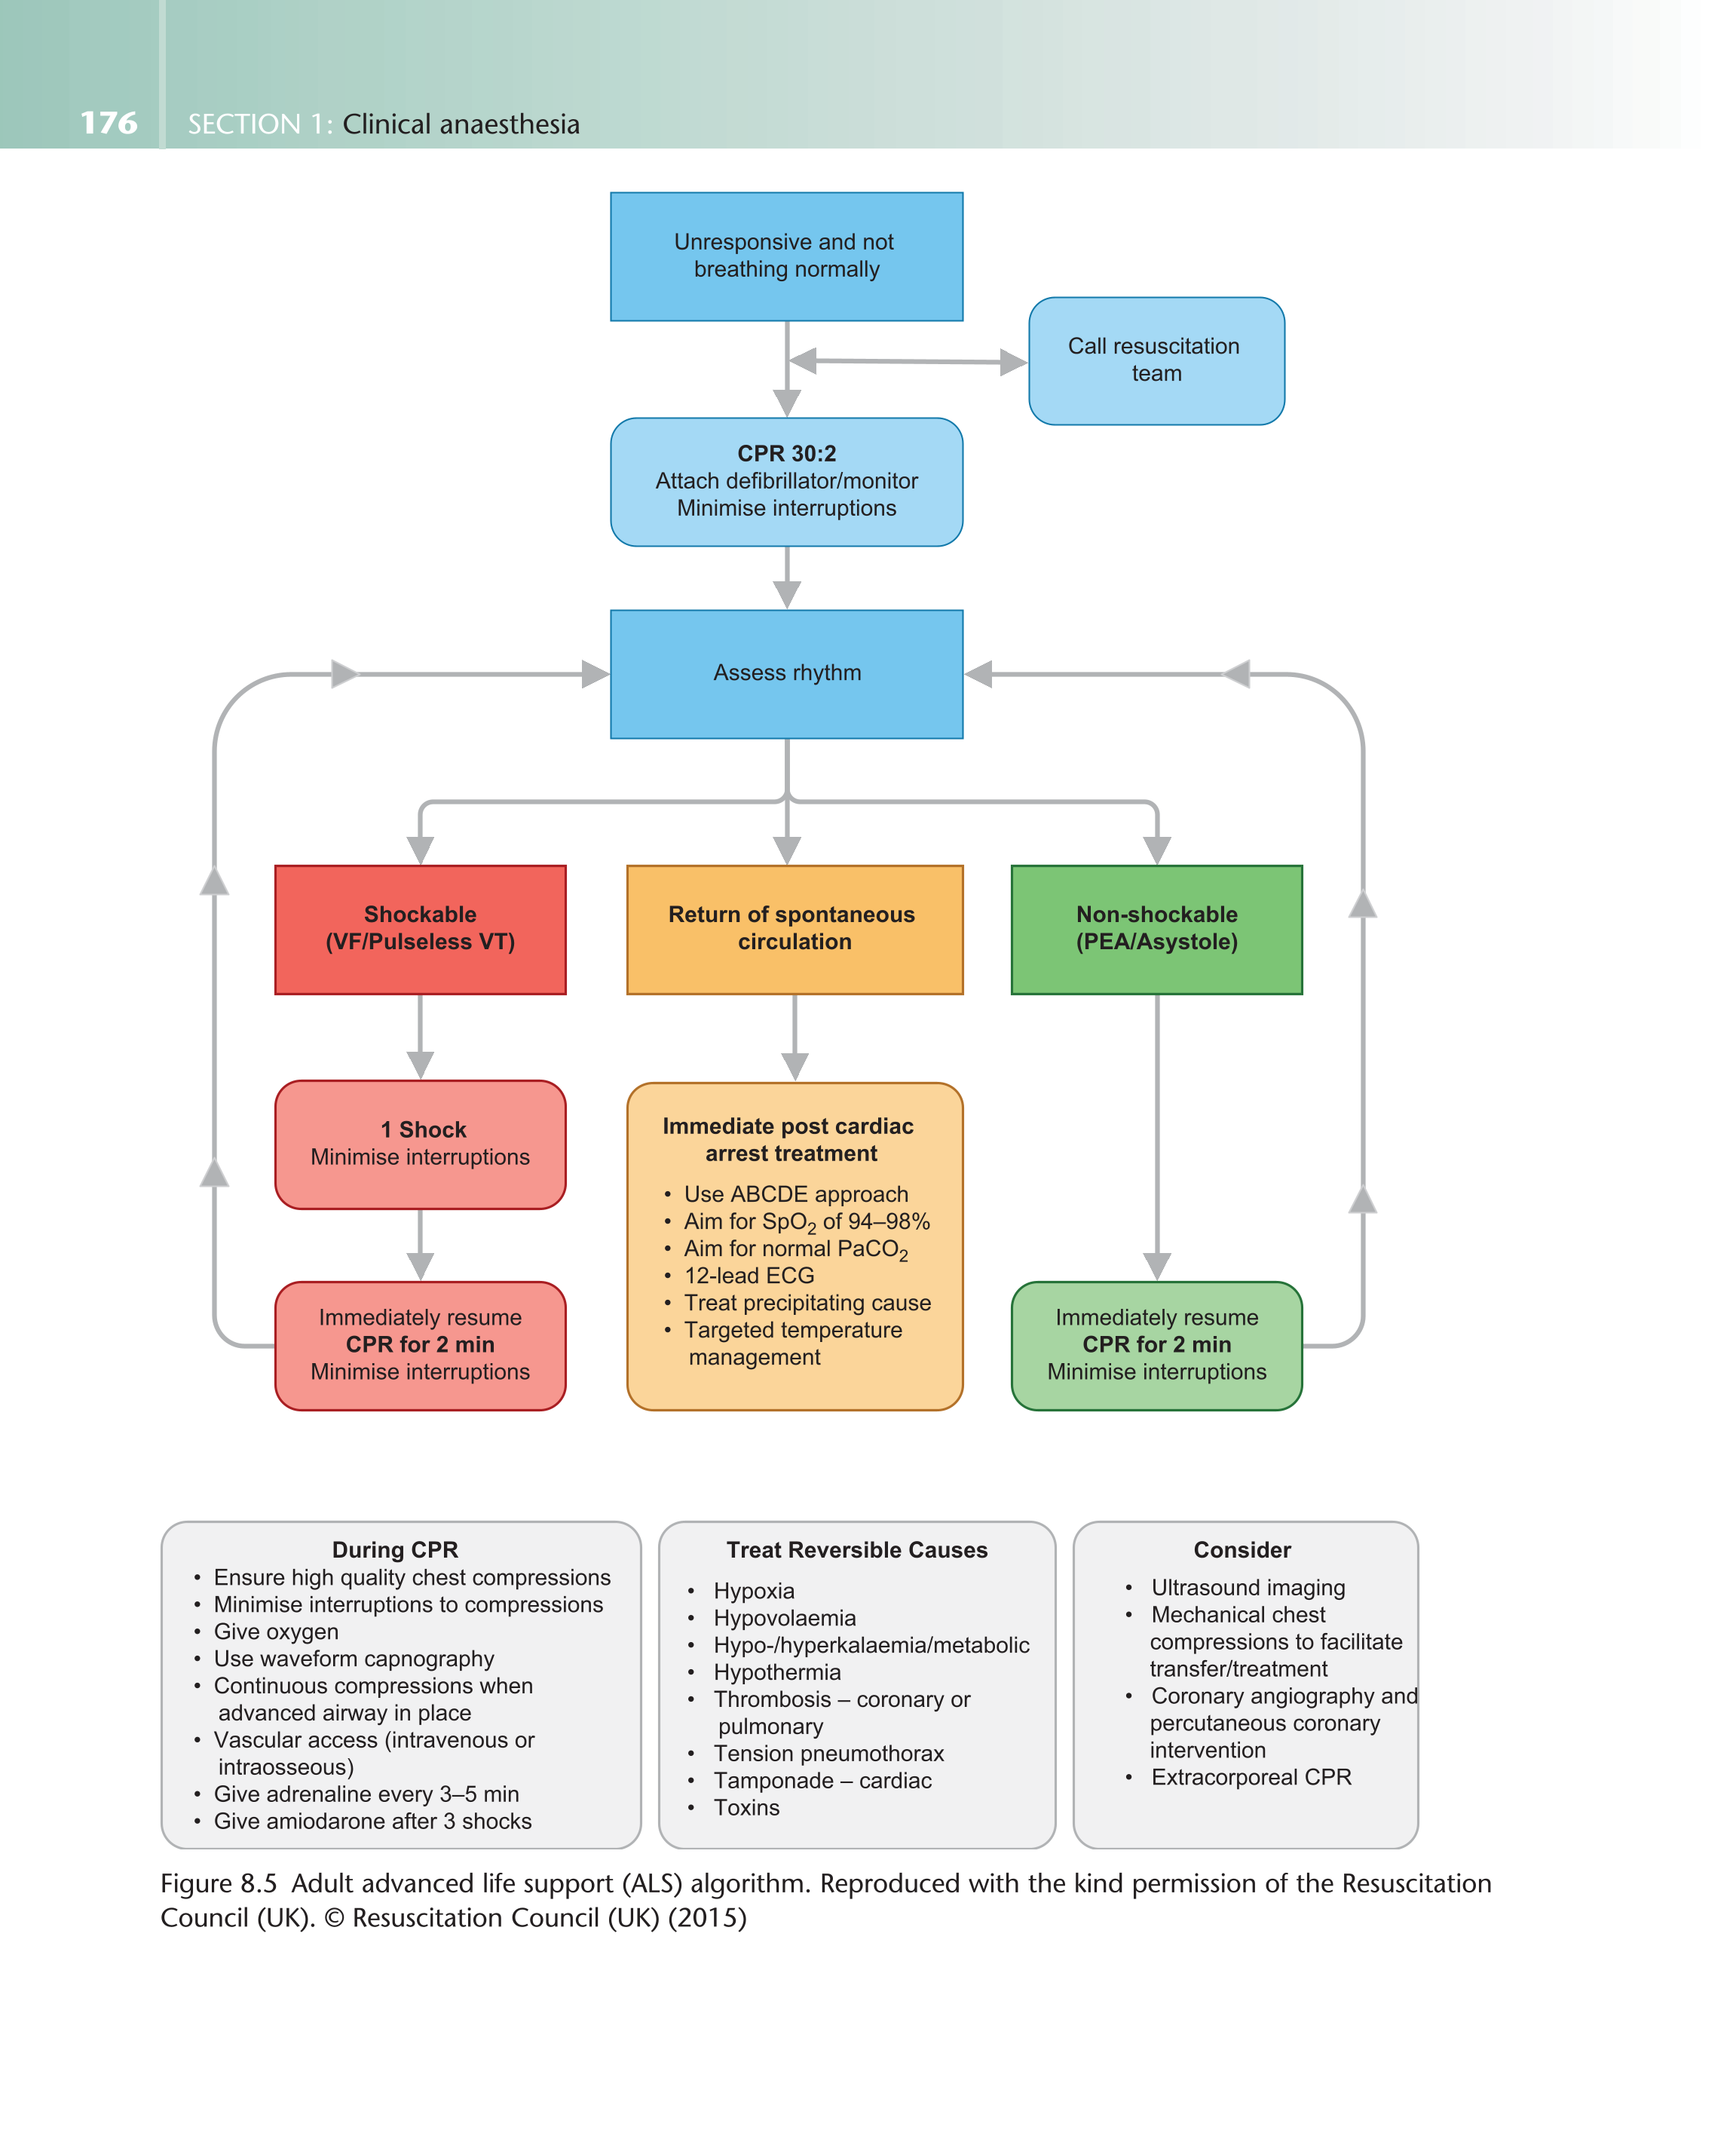 176
SECTION 1: Clinical anaesthesia
Unresponsive and not
breathing normally
Call resuscitation
team
CPR 30:2
Attach defibrillator/monitor
Minimise interruptions
Assess rhythm
Shockable
(VF/Pulseless VT)
Return of spontaneous
circulation
Non-shockable
(PEA/Asystole)
1 Shock
Minimise interruptions
Immediately resume
CPR for 2 min
Minimise interruptions
Immediate post cardiac
arrest treatment
• Use ABCDE approach
• Aim for SpO2 of 94–98%
• Aim for normal PaCO2
• 12-lead ECG
• Treat precipitating cause
• Targeted temperature
management
Immediately resume
CPR for 2 min
Minimise interruptions
During CPR
• Ensure high quality chest compressions
• Minimise interruptions to compressions
• Give oxygen
• Use waveform capnography
• Continuous compressions when
advanced airway in place
• Vascular access (intravenous or
intraosseous)
• Give adrenaline every 3–5 min
• Give amiodarone after 3 shocks
Treat Reversible Causes
• Hypoxia
• Hypovolaemia
• Hypo-/hyperkalaemia/metabolic
• Hypothermia
• Thrombosis – coronary or
pulmonary
• Tension pneumothorax
• Tamponade – cardiac
• Toxins
Consider
• Ultrasound imaging
• Mechanical chest
compressions to facilitate
transfer/treatment
• Coronary angiography and
percutaneous coronary
intervention
• Extracorporeal CPR
Figure 8.5 Adult advanced life support (ALS) algorithm. Reproduced with the kind permission of the Resuscitation
Council (UK). © Resuscitation Council (UK) (2015)